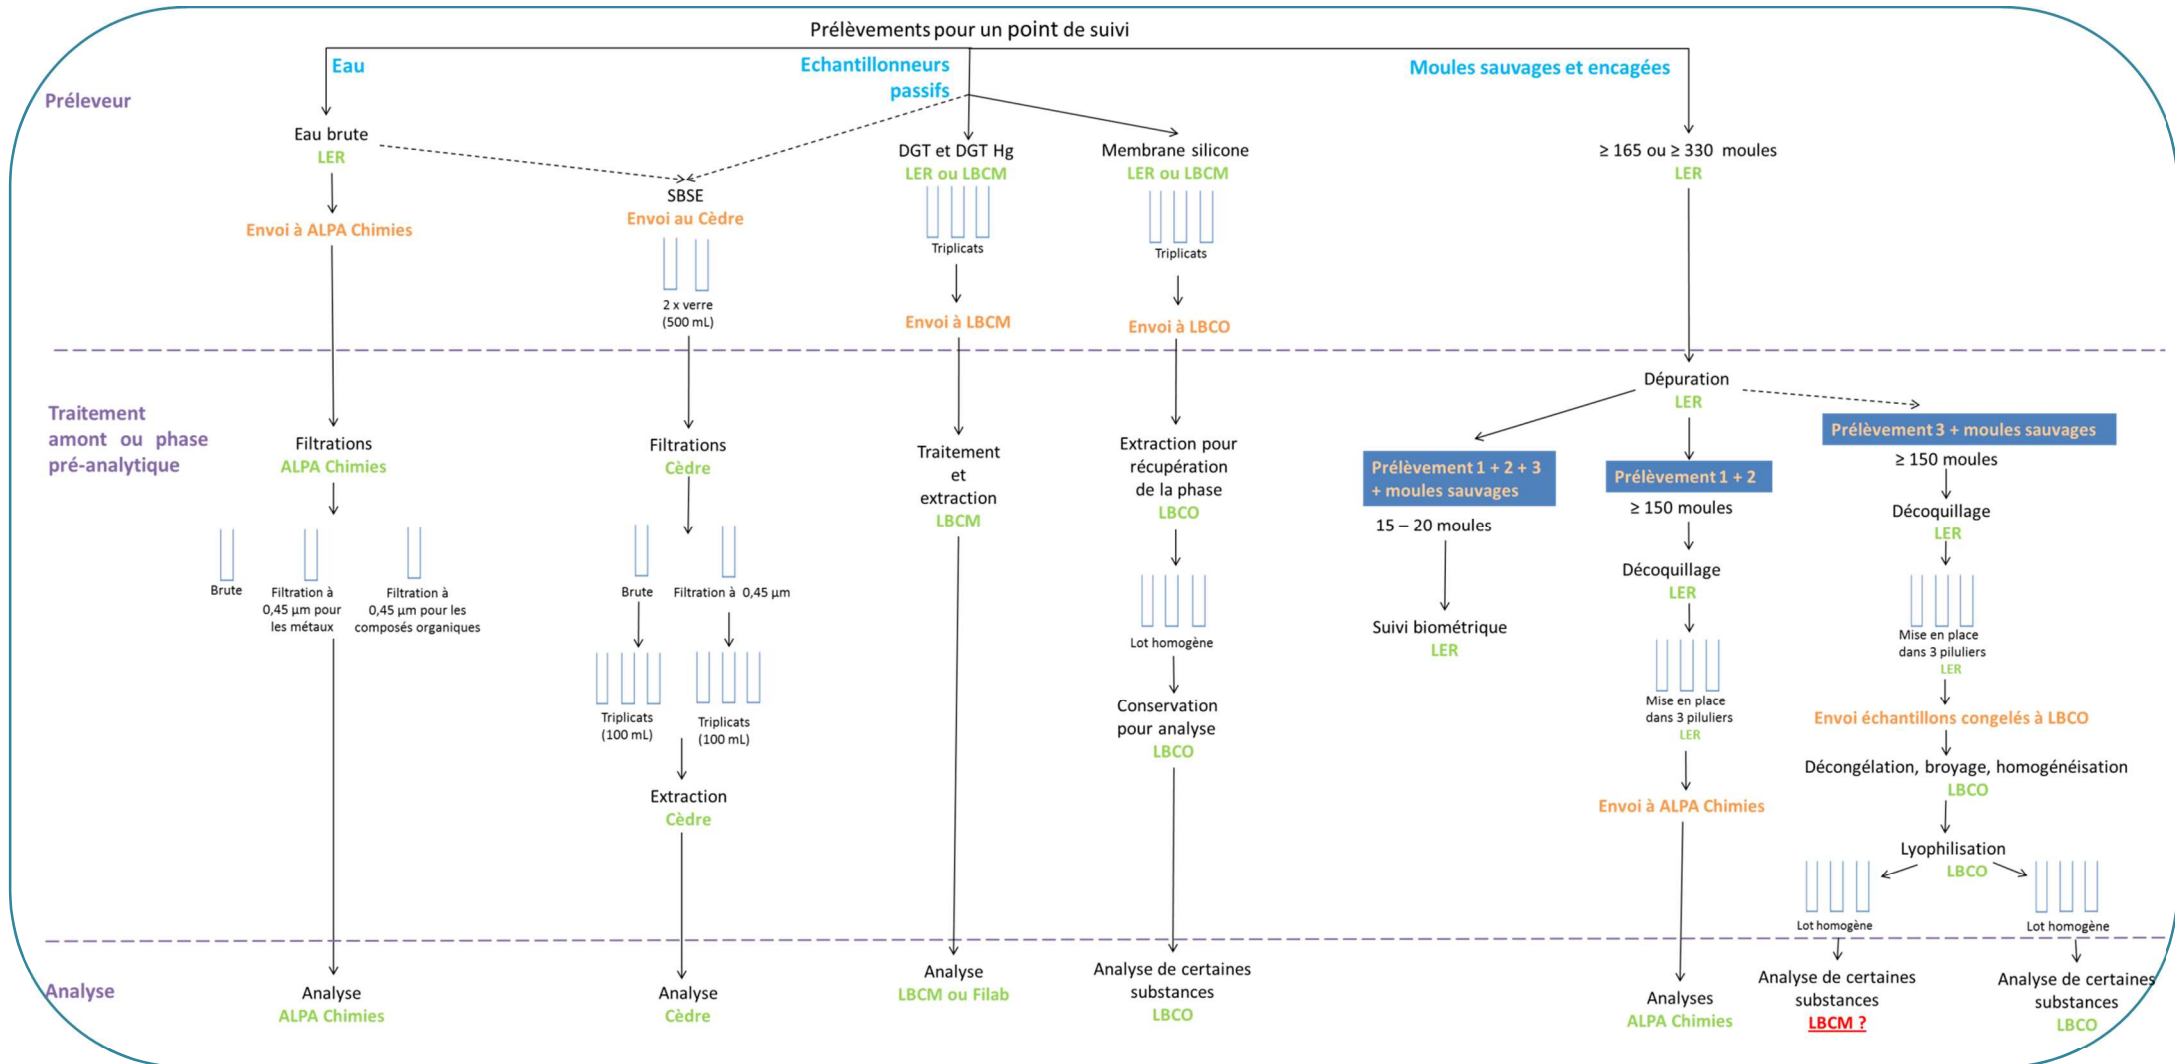 Prélèvements pour un point de suivi
Préleveur
Eau
Echantillonneurs
passifs
Moules sauvages et encagées
Eau brute
LER
Envoi à ALPA Chimies
SBSE
Envoi au Cèdre
2 x verre
(500 mL)
DGT et DGT Hg
LER ou LBCM
Triplicats
Envoi à LBCM
Membrane silicone
LER ou LBCM
Triplicats
Envoi à LBCO
≥ 165 ou ≥ 330 moules
LER
Traitement
amont ou phase
pré-analytique
Filtrations
ALPA Chimies
Brute
Filtration à
0,45 µm pour
les métaux
Filtration à
0,45 µm pour les
composés organiques
Filtrations
Cèdre
Brute
Filtration à 0,45 µm
Triplicats
(100 mL)
Triplicats
(100 mL)
Extraction
Cèdre
Traitement
et
extraction
LBCM
Extraction pour
récupération
de la phase
LBCO
Lot homogène
Conservation
pour analyse
LBCO
Dépuration
LER
Prélèvement 1 + 2 + 3
+ moules sauvages
15 – 20 moules
Suivi biométrique
LER
Prélèvement 1 + 2
≥ 150 moules
Décoquillage
LER
Mise en place
dans 3 piluliers
LER
Envoi à ALPA Chimies
Prélèvement 3 + moules sauvages
≥ 150 moules
Décoquillage
LER
Mise en place
dans 3 piluliers
LER
Envoi échantillons congelés à LBCO
Décongélation, broyage, homogénéisation
LBCO
Lyophilisation
LBCO
Lot homogène
Lot homogène
Analyse
Analyse
ALPA Chimies
Analyse
Cèdre
Analyse
LBCM ou Filab
Analyse de certaines
substances
LBCO
Analyses
ALPA Chimies
Analyse de certaines
substances
LBCM ?
Analyse de certaines
substances
LBCO